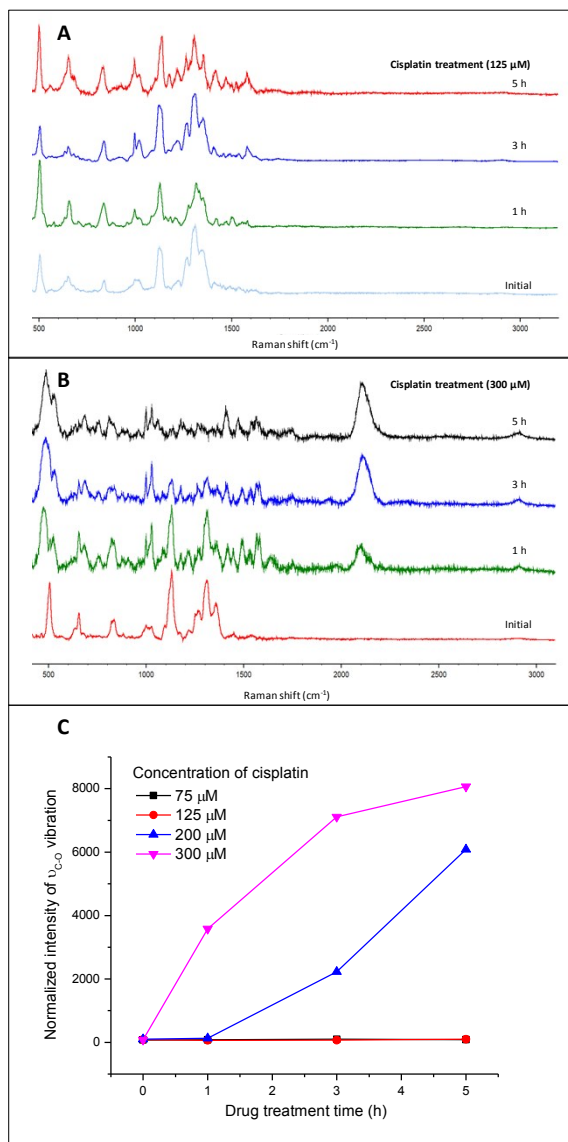 A
Cisplatin treatment (125 μM)
5 h
3 h
1 h
Initial
500 1000 1500 2000 2500 3000
Raman shift (cm⁻¹)
B
Cisplatin treatment (300 μM)
5 h
3 h
1 h
Initial
500 1000 1500 2000 2500 3000
Raman shift (cm⁻¹)
C
Concentration of cisplatin
75 μM
125 μM
200 μM
300 μM
8000
6000
4000
2000
0
Normalized intensity of υC-O vibration
0 1 2 3 4 5
Drug treatment time (h)